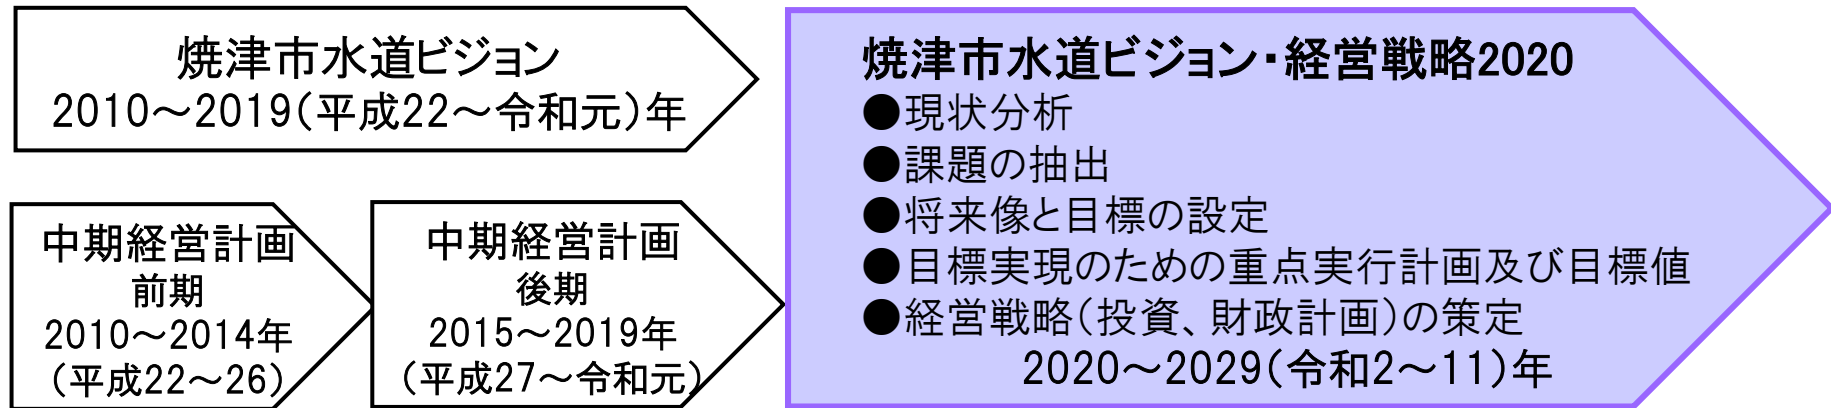 焼津市水道ビジョン
2010～2019(平成22～令和元)年
中期経営計画
前期
2010～2014年
(平成22～26)
中期経営計画
後期
2015～2019年
(平成27～令和元)
焼津市水道ビジョン・経営戦略2020
●現状分析
●課題の抽出
●将来像と目標の設定
●目標実現のための重点実行計画及び目標値
●経営戦略(投資、財政計画)の策定
2020～2029(令和2～11)年